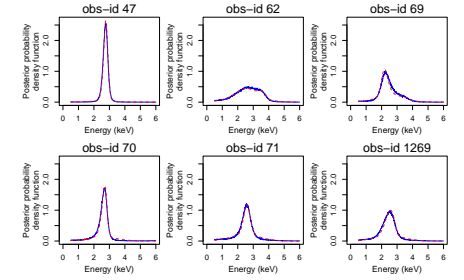 obs-id 47
Posterior probability
density function
0.0 1.0 2.0
0 1 2 3 4 5 6
Energy (keV)
obs-id 62
Posterior probability
density function
0.0 1.0 2.0
0 1 2 3 4 5 6
Energy (keV)
obs-id 69
Posterior probability
density function
0.0 1.0 2.0
0 1 2 3 4 5 6
Energy (keV)
obs-id 70
Posterior probability
density function
0.0 1.0 2.0
0 1 2 3 4 5 6
Energy (keV)
obs-id 71
Posterior probability
density function
0.0 1.0 2.0
0 1 2 3 4 5 6
Energy (keV)
obs-id 1269
Posterior probability
density function
0.0 1.0 2.0
0 1 2 3 4 5 6
Energy (keV)